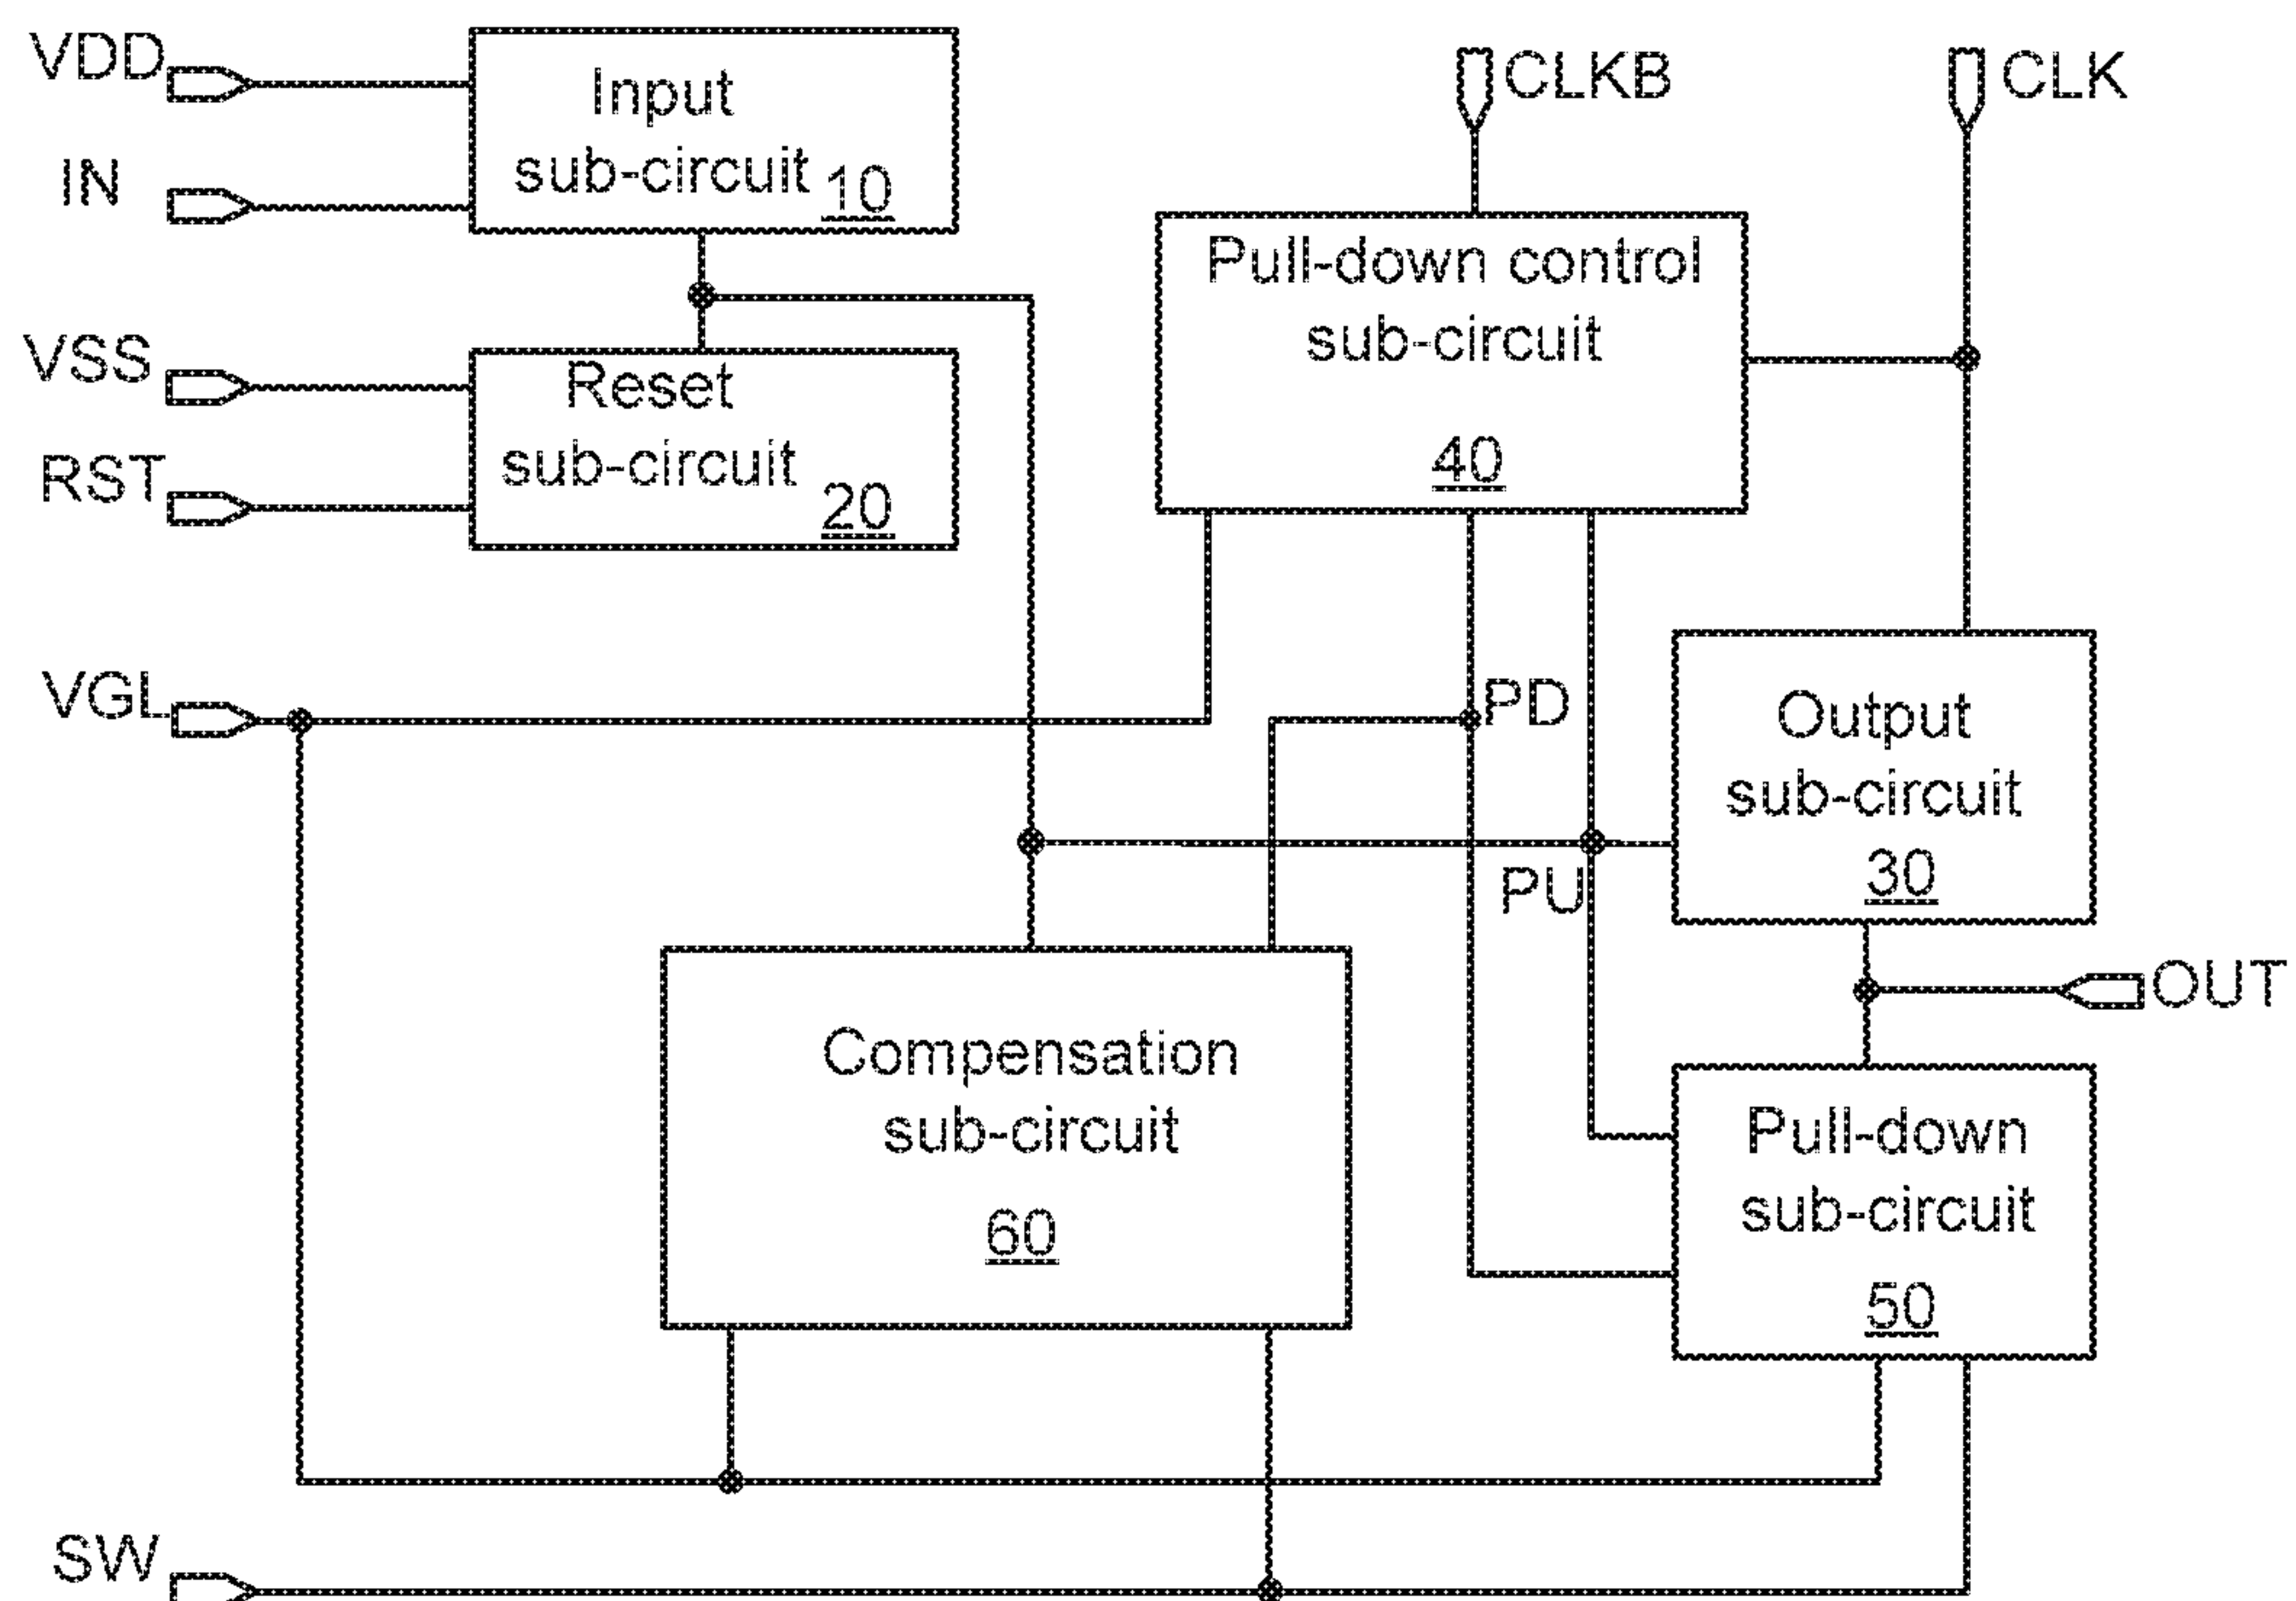 VDD
IN
Input
sub-circuit 10
VSS
RST
Reset
sub-circuit
20
CLKB
CLK
Pull-down control
sub-circuit
40
VGL
PD
PU
Output
sub-circuit
30
OUT
Compensation
sub-circuit
60
Pull-down
sub-circuit
50
SW